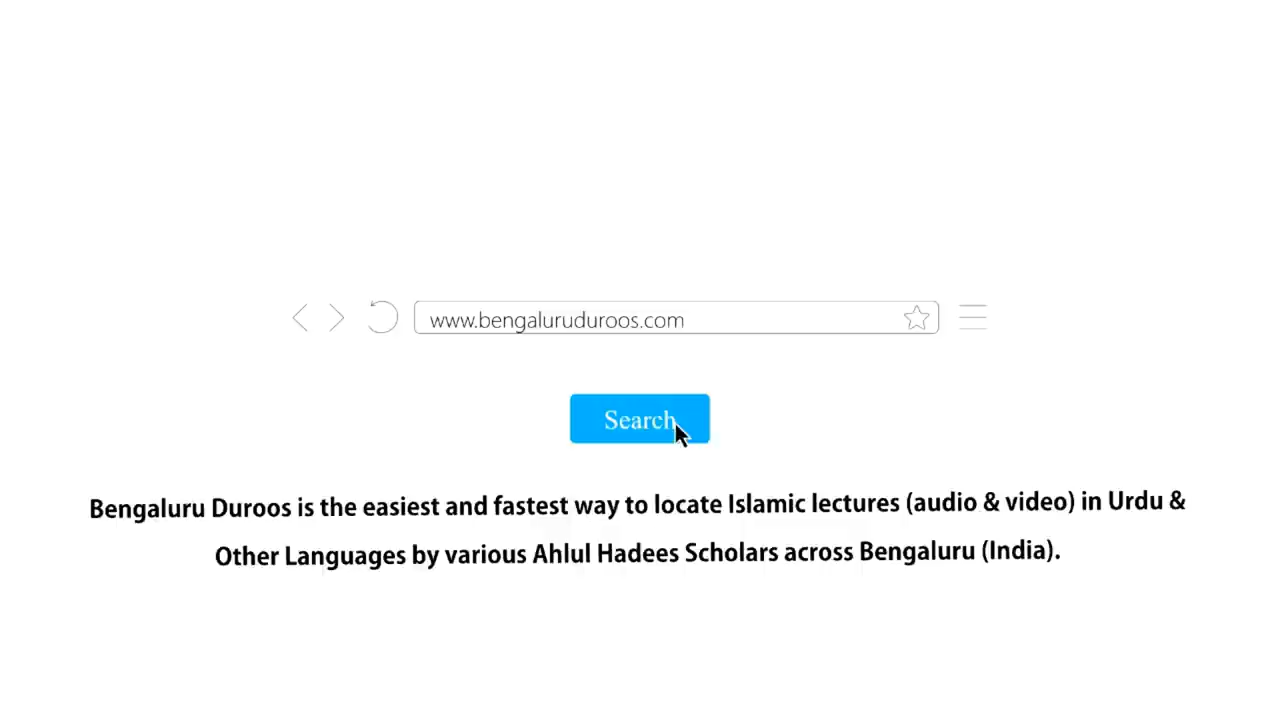 www.bengaluruduroos.com
Search
Bengaluru Duroos is the easiest and fastest way to locate Islamic lectures (audio & video) in Urdu &
Other Languages by various Ahlul Hadees Scholars across Bengaluru (India).